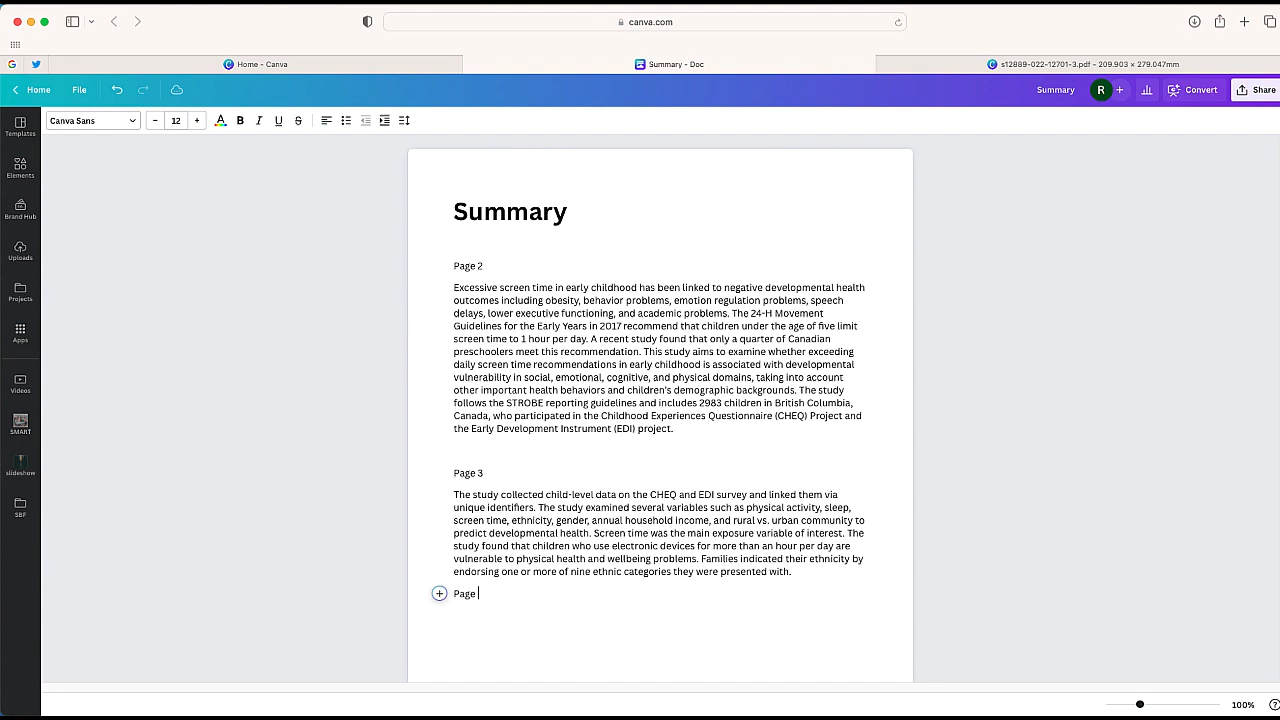 canva.com
Home - Canva
Summary - Doc
s12889-022-12701-3.pdf - 209.903 × 279.047mm
Home
File
Summary
R
Convert
Share
Canva Sans
12
A
B
I
U
S
Templates
Elements
Brand Hub
Uploads
Projects
Apps
Videos
SMART
slideshow
SBF
Summary
Page 2
Excessive screen time in early childhood has been linked to negative developmental health
outcomes including obesity, behavior problems, emotion regulation problems, speech
delays, lower executive functioning, and academic problems. The 24-H Movement
Guidelines for the Early Years in 2017 recommend that children under the age of five limit
screen time to 1 hour per day. A recent study found that only a quarter of Canadian
preschoolers meet this recommendation. This study aims to examine whether exceeding
daily screen time recommendations in early childhood is associated with developmental
vulnerability in social, emotional, cognitive, and physical domains, taking into account
other important health behaviors and children's demographic backgrounds. The study
follows the STROBE reporting guidelines and includes 2983 children in British Columbia,
Canada, who participated in the Childhood Experiences Questionnaire (CHEQ) Project and
the Early Development Instrument (EDI) project.
Page 3
The study collected child-level data on the CHEQ and EDI survey and linked them via
unique identifiers. The study examined several variables such as physical activity, sleep,
screen time, ethnicity, gender, annual household income, and rural vs. urban community to
predict developmental health. Screen time was the main exposure variable of interest. The
study found that children who use electronic devices for more than an hour per day are
vulnerable to physical health and wellbeing problems. Families indicated their ethnicity by
endorsing one or more of nine ethnic categories they were presented with.
Page
100%